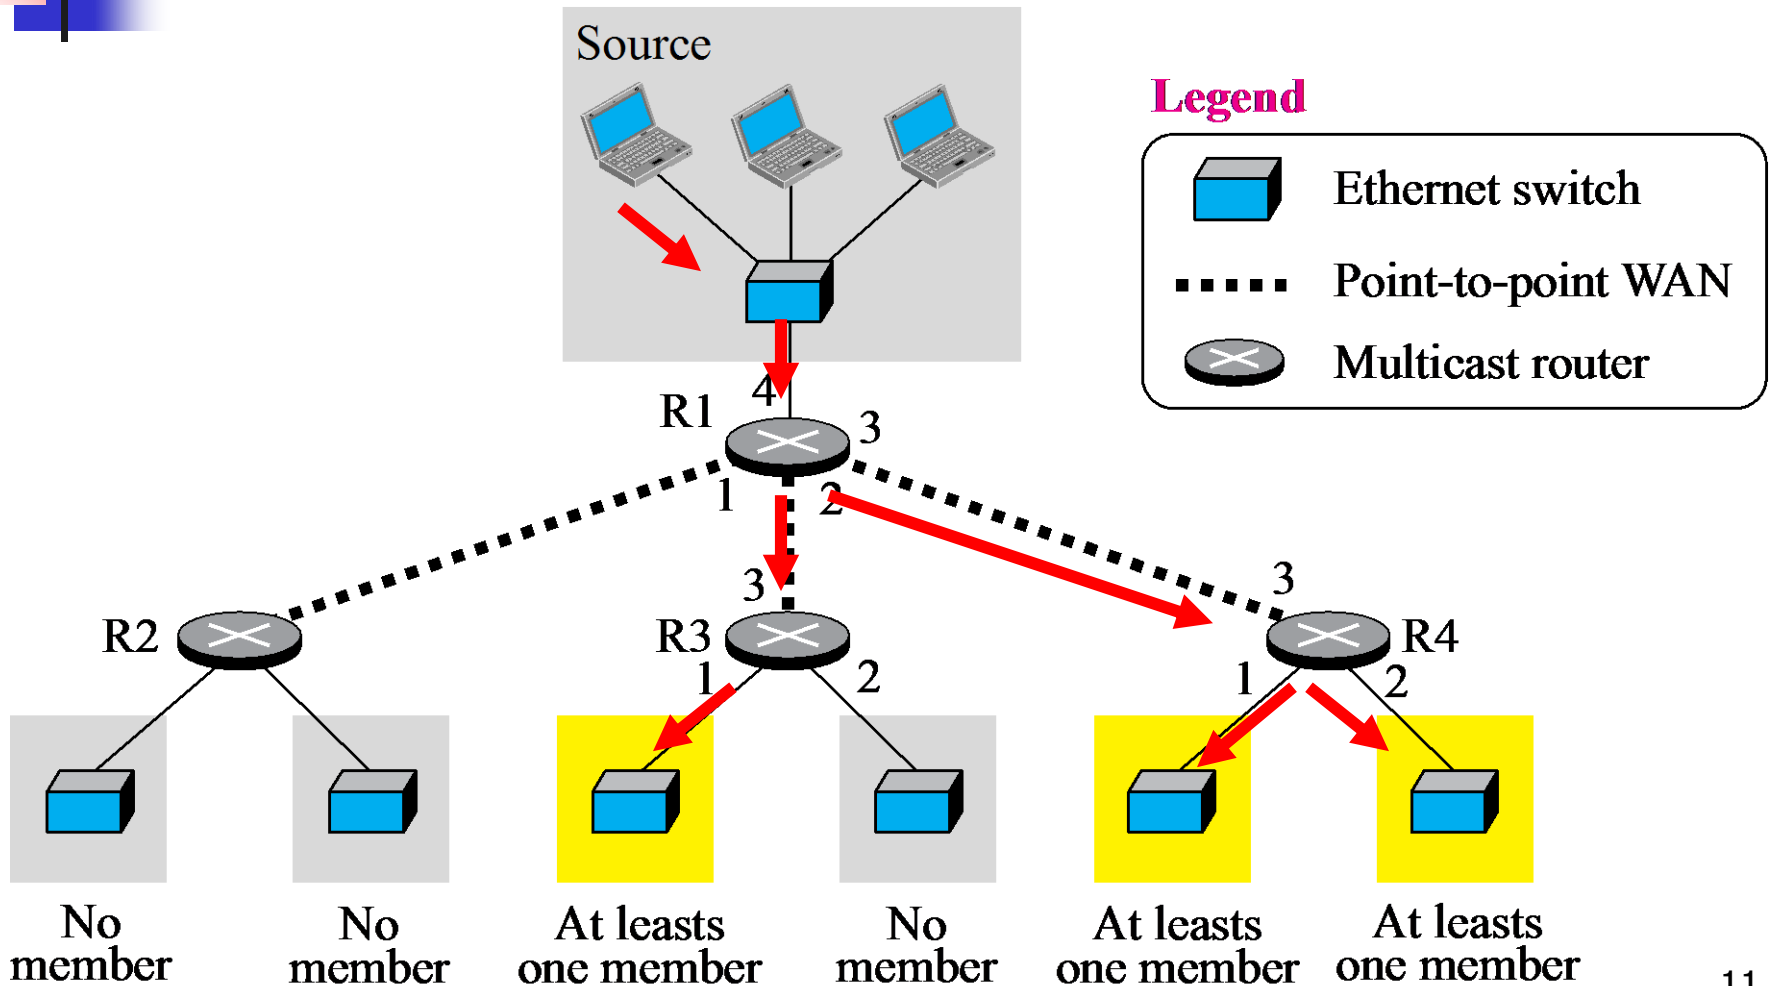 Source
Legend
Ethernet switch
Point-to-point WAN
Multicast router
4
R1
3
1
2
3
3
R2
R3
R4
1
2
1
2
No
member
No
member
At leasts
one member
No
member
At leasts
one member
At leasts
one member
11